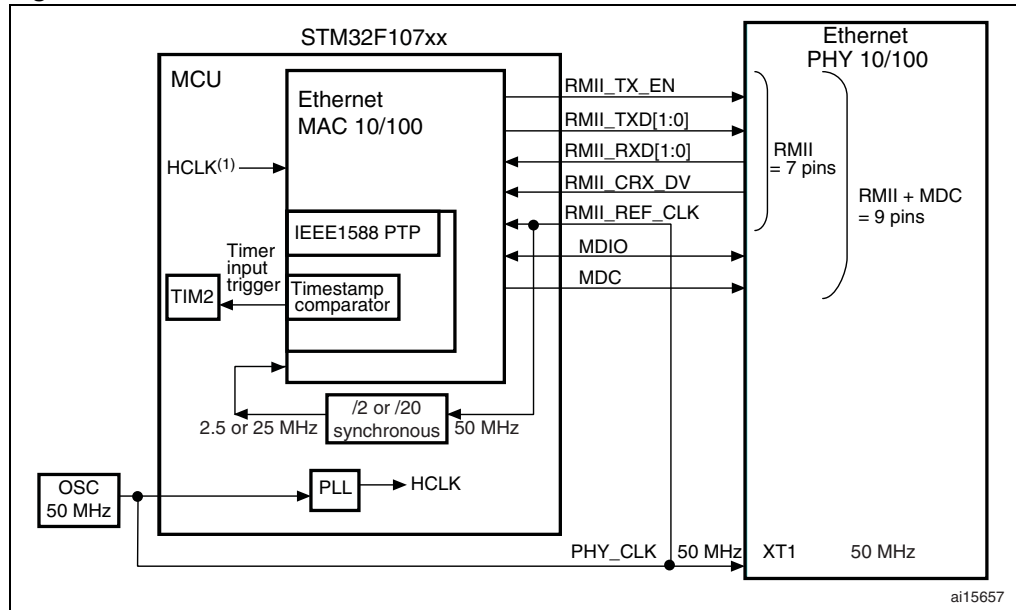 STM32F107xx
MCU
Ethernet
MAC 10/100
HCLK(1)
IEEE1588 PTP
Timer
input
trigger
Timestamp
comparator
TIM2
/2 or /20
synchronous
2.5 or 25 MHz
50 MHz
OSC
50 MHz
PLL
HCLK
RMII_TX_EN
RMII_TXD[1:0]
RMII_RXD[1:0]
RMII_CRX_DV
RMII_REF_CLK
MDIO
MDC
PHY_CLK 50 MHz
Ethernet
PHY 10/100
RMII
= 7 pins
RMII + MDC
= 9 pins
XT1 50 MHz
ai15657